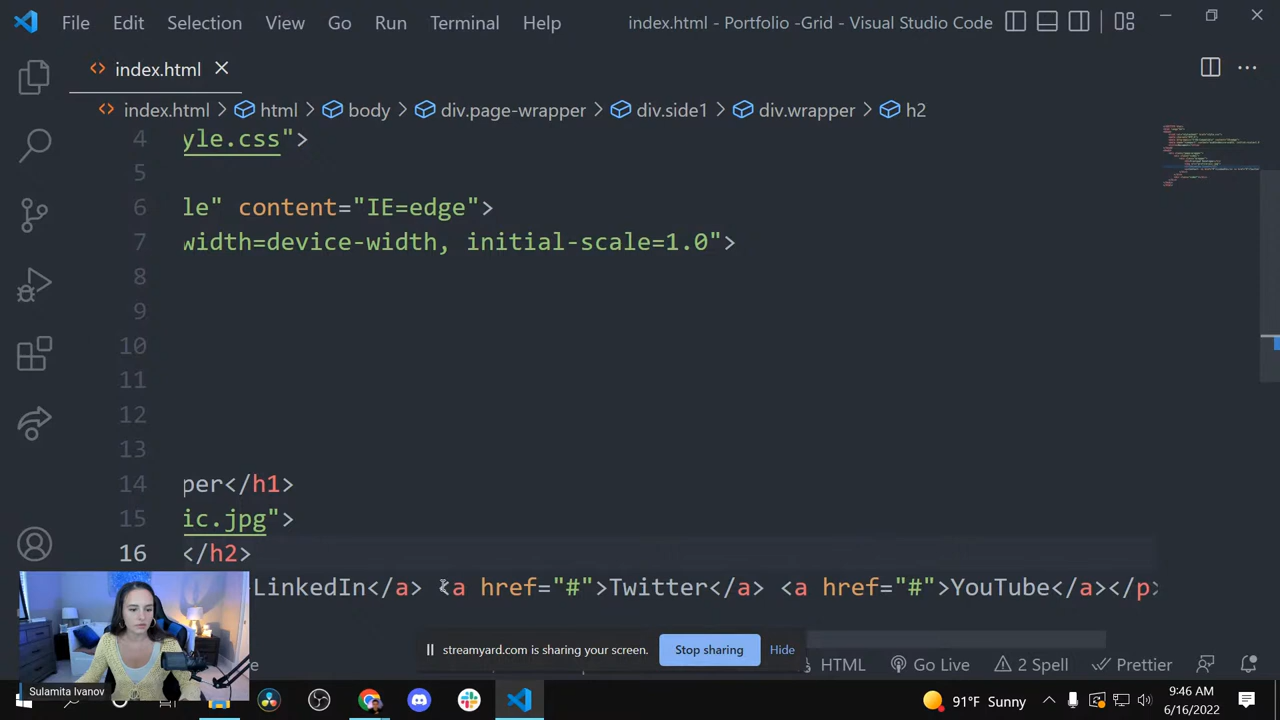 File Edit Selection View Go Run Terminal Help index.html - Portfolio -Grid - Visual Studio Code
index.html
index.html > html > body > div.page-wrapper > div.side1 > div.wrapper > h2
4 yle.css">
5
6 le" content="IE=edge">
7 width=device-width, initial-scale=1.0">
8
9
10
11
12
13
14 per</h1>
15 ic.jpg">
16 </h2>
LinkedIn</a> <a href="#">Twitter</a> <a href="#">YouTube</a></p>
streamyard.com is sharing your screen. Stop sharing Hide
HTML Go Live 2 Spell Prettier
Sulamita Ivanov
91°F Sunny
9:46 AM
6/16/2022